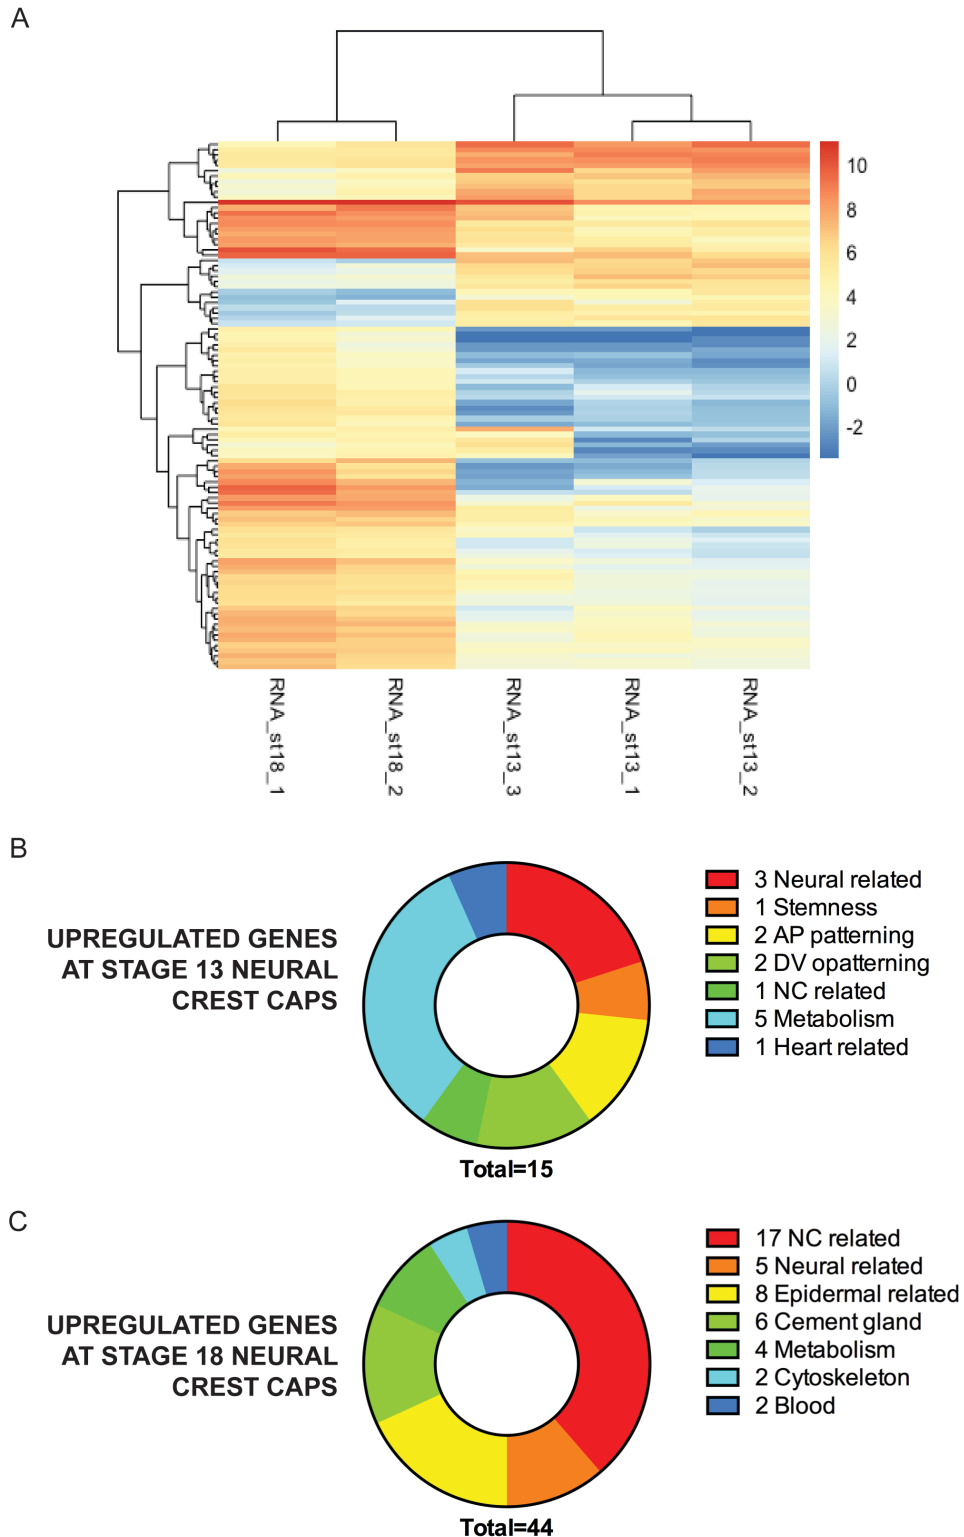 A
10
8
6
4
2
0
-2
RNA_st18_1
RNA_st18_2
RNA_st13_3
RNA_st13_1
RNA_st13_2
B
UPREGULATED GENES
AT STAGE 13 NEURAL
CREST CAPS
3 Neural related
1 Stemness
2 AP patterning
2 DV opatterning
1 NC related
5 Metabolism
1 Heart related
Total=15
C
UPREGULATED GENES
AT STAGE 18 NEURAL
CREST CAPS
17 NC related
5 Neural related
8 Epidermal related
6 Cement gland
4 Metabolism
2 Cytoskeleton
2 Blood
Total=44